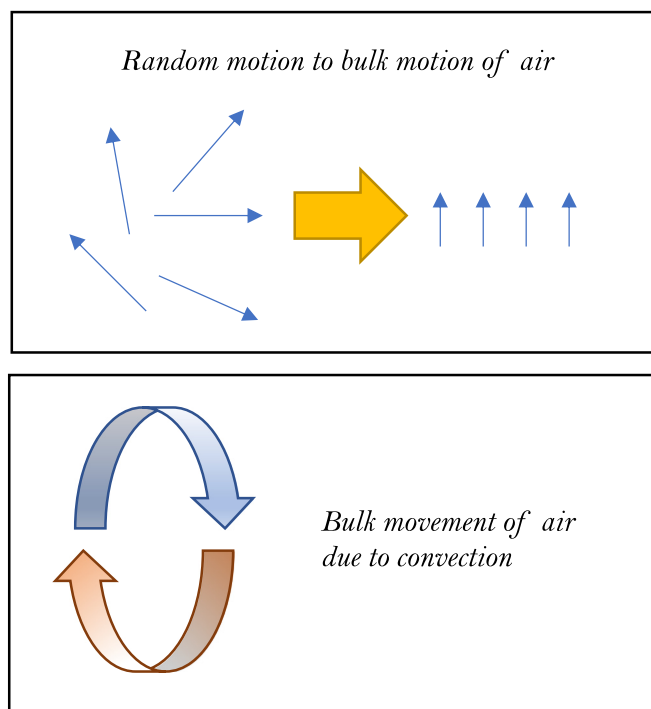 Random motion to bulk motion of air
Bulk movement of air
due to convection